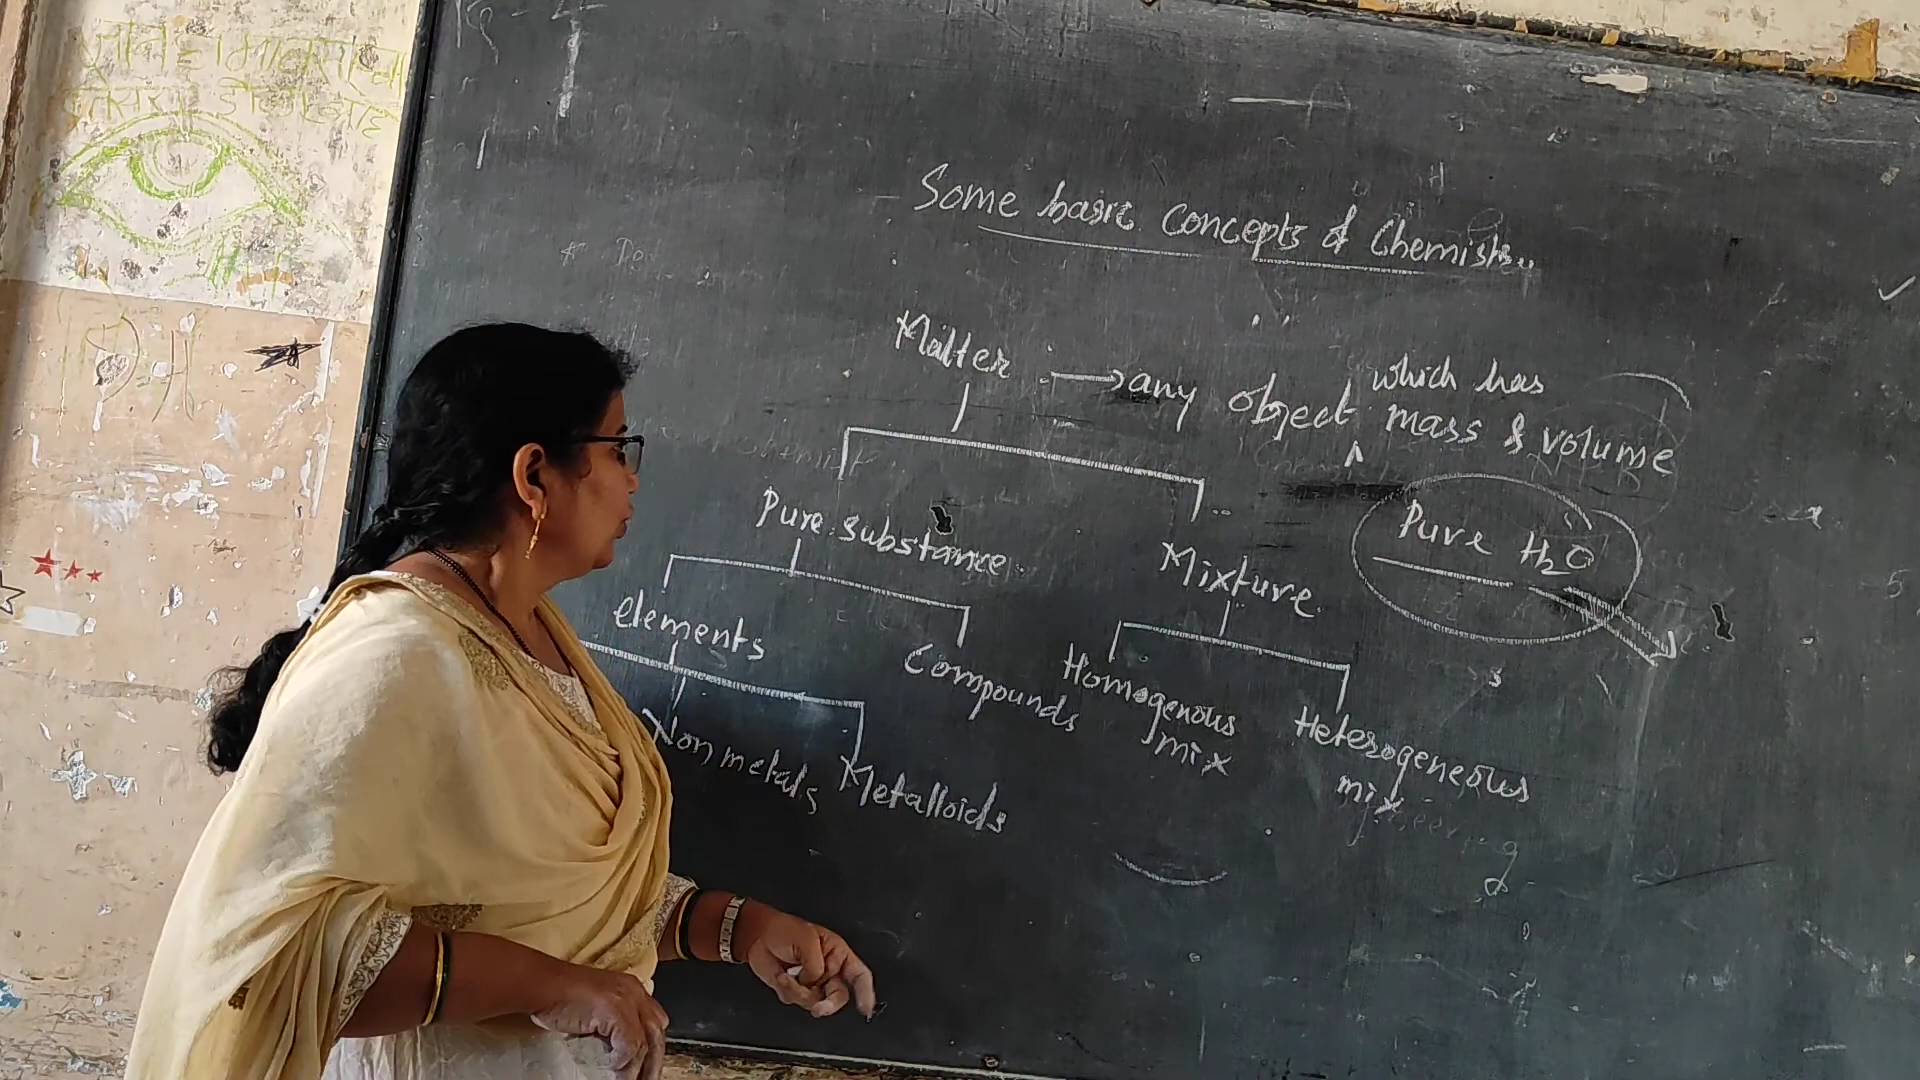 Some basic Concepts of Chemistry
Matter → any object which has mass & volume
Pure substance
Mixture
Pure H2O
elements
Compounds
Homogenous mix
Heterogeneous mix
Non metals
Metalloids